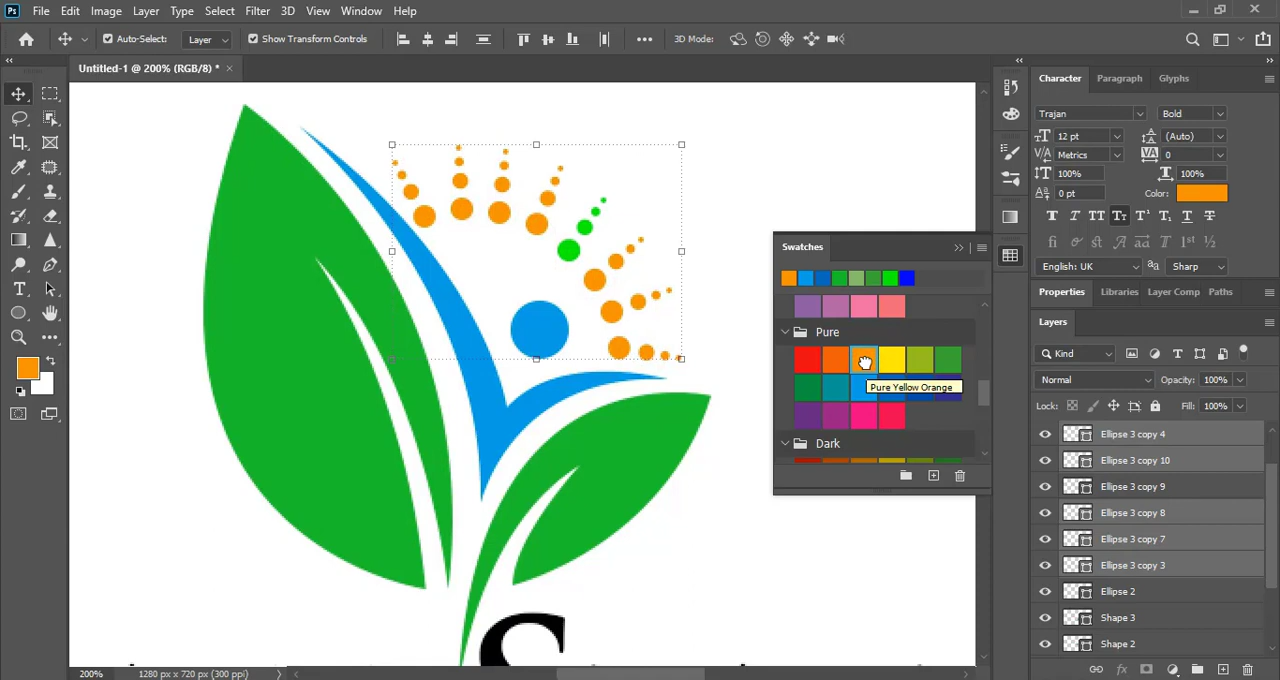 Ps File Edit Image Layer Type Select Filter 3D View Window Help
Auto-Select: Layer Show Transform Controls 3D Mode:
Untitled-1 @ 200% (RGB/8) *
Character Paragraph Glyphs
Trajan Bold
12 pt (Auto)
Metrics 0
100% 100%
0 pt Color:
English: UK Sharp
Properties Libraries Layer Comp Paths
Layers
Kind
Normal Opacity: 100%
Lock: Fill: 100%
Ellipse 3 copy 4
Ellipse 3 copy 10
Ellipse 3 copy 9
Ellipse 3 copy 8
Ellipse 3 copy 7
Ellipse 3 copy 3
Ellipse 2
Shape 3
Shape 2
Swatches
Pure
Pure Yellow Orange
Dark
S
200% 1280 px x 720 px (300 ppi)